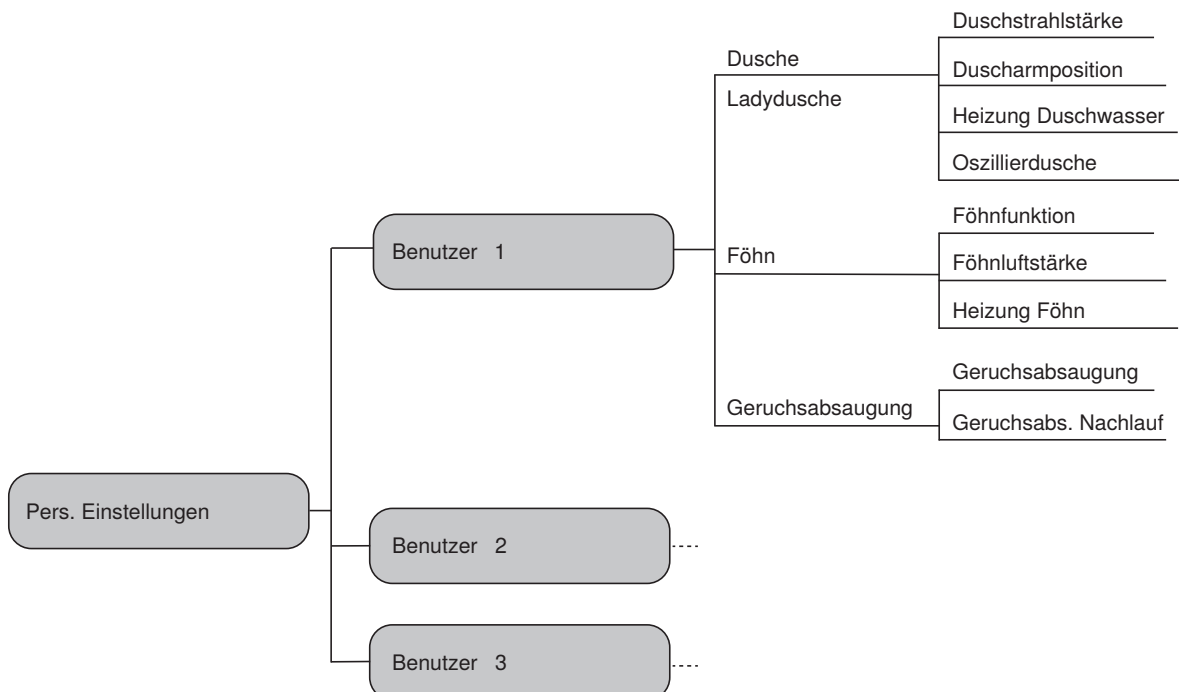 Duschstrahlstärke
Dusche
Duscharmposition
Ladydusche
Heizung Duschwasser
Oszillierdusche
Föhnfunktion
Benutzer 1
Föhn
Föhnluftstärke
Heizung Föhn
Geruchsabsaugung
Geruchsabsaugung
Geruchsabs. Nachlauf
Pers. Einstellungen
Benutzer 2
Benutzer 3